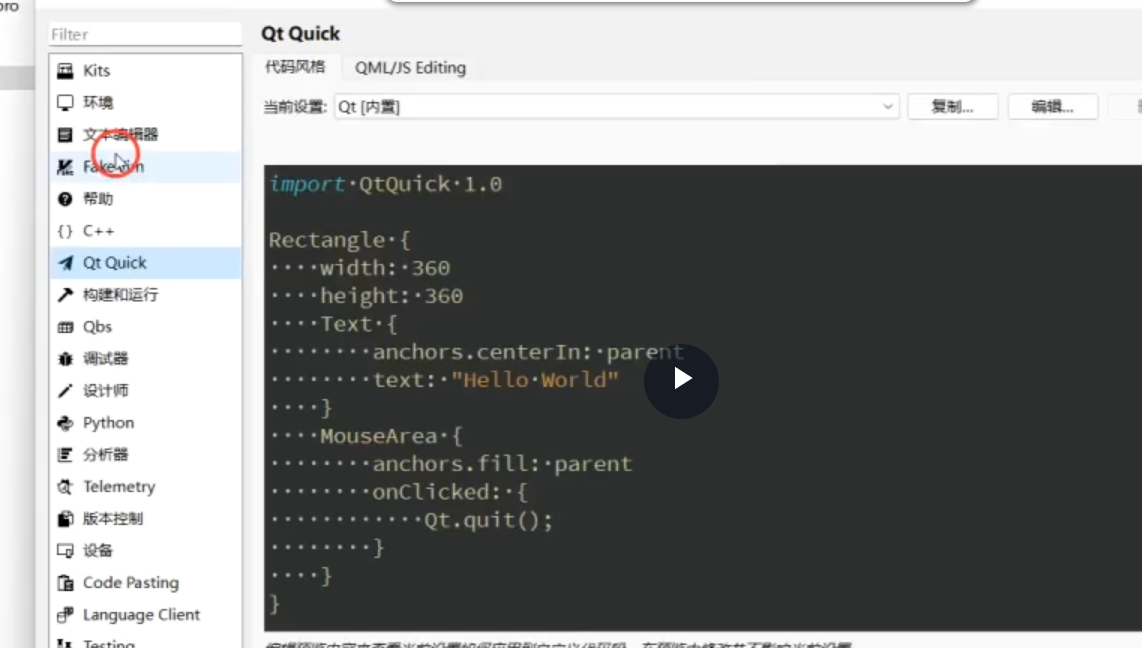 pro
Filter
Kits
环境
文本编辑器
FakeVim
帮助
{} C++
Qt Quick
构建和运行
Qbs
调试器
设计师
Python
分析器
Telemetry
版本控制
设备
Code Pasting
Language Client
Testing
Qt Quick
代码风格 QML/JS Editing
当前设置: Qt [内置] 复制... 编辑...
import·QtQuick·1.0
Rectangle·{
····width:·360
····height:·360
····Text·{
········anchors.centerIn:·parent
········text:·"Hello·World"
····}
····MouseArea·{
········anchors.fill:·parent
········onClicked:·{
············Qt.quit();
········}
····}
}